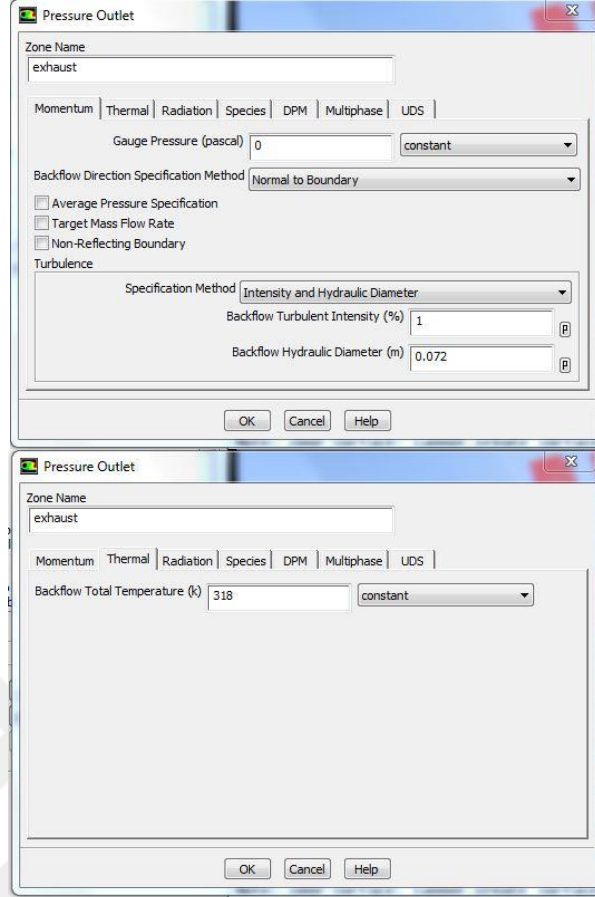 Pressure Outlet
Zone Name
exhaust
Momentum Thermal Radiation Species DPM Multiphase UDS
Gauge Pressure (pascal) 0 constant
Backflow Direction Specification Method Normal to Boundary
Average Pressure Specification
Target Mass Flow Rate
Non-Reflecting Boundary
Turbulence
Specification Method Intensity and Hydraulic Diameter
Backflow Turbulent Intensity (%) 1 P
Backflow Hydraulic Diameter (m) 0.072 P
OK Cancel Help
Pressure Outlet
Zone Name
exhaust
Momentum Thermal Radiation Species DPM Multiphase UDS
Backflow Total Temperature (k) 318 constant
OK Cancel Help